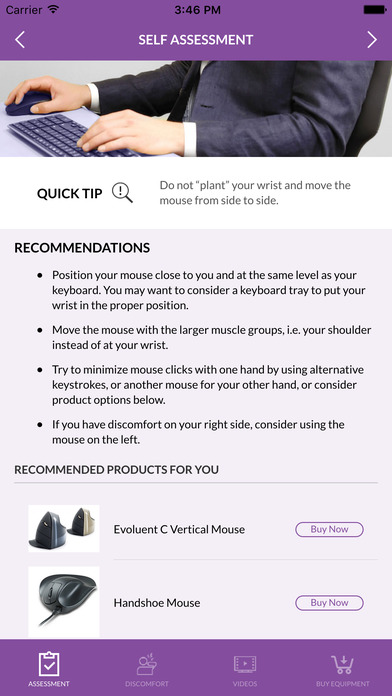 Carrier 3:46 PM
SELF ASSESSMENT
QUICK TIP
Do not “plant” your wrist and move the
mouse from side to side.
RECOMMENDATIONS
• Position your mouse close to you and at the same level as your
keyboard. You may want to consider a keyboard tray to put your
wrist in the proper position.
• Move the mouse with the larger muscle groups, i.e. your shoulder
instead of at your wrist.
• Try to minimize mouse clicks with one hand by using alternative
keystrokes, or another mouse for your other hand, or consider
product options below.
• If you have discomfort on your right side, consider using the
mouse on the left.
RECOMMENDED PRODUCTS FOR YOU
Evoluent C Vertical Mouse Buy Now
Handshoe Mouse Buy Now
ASSESSMENT DISCOMFORT VIDEOS BUY EQUIPMENT